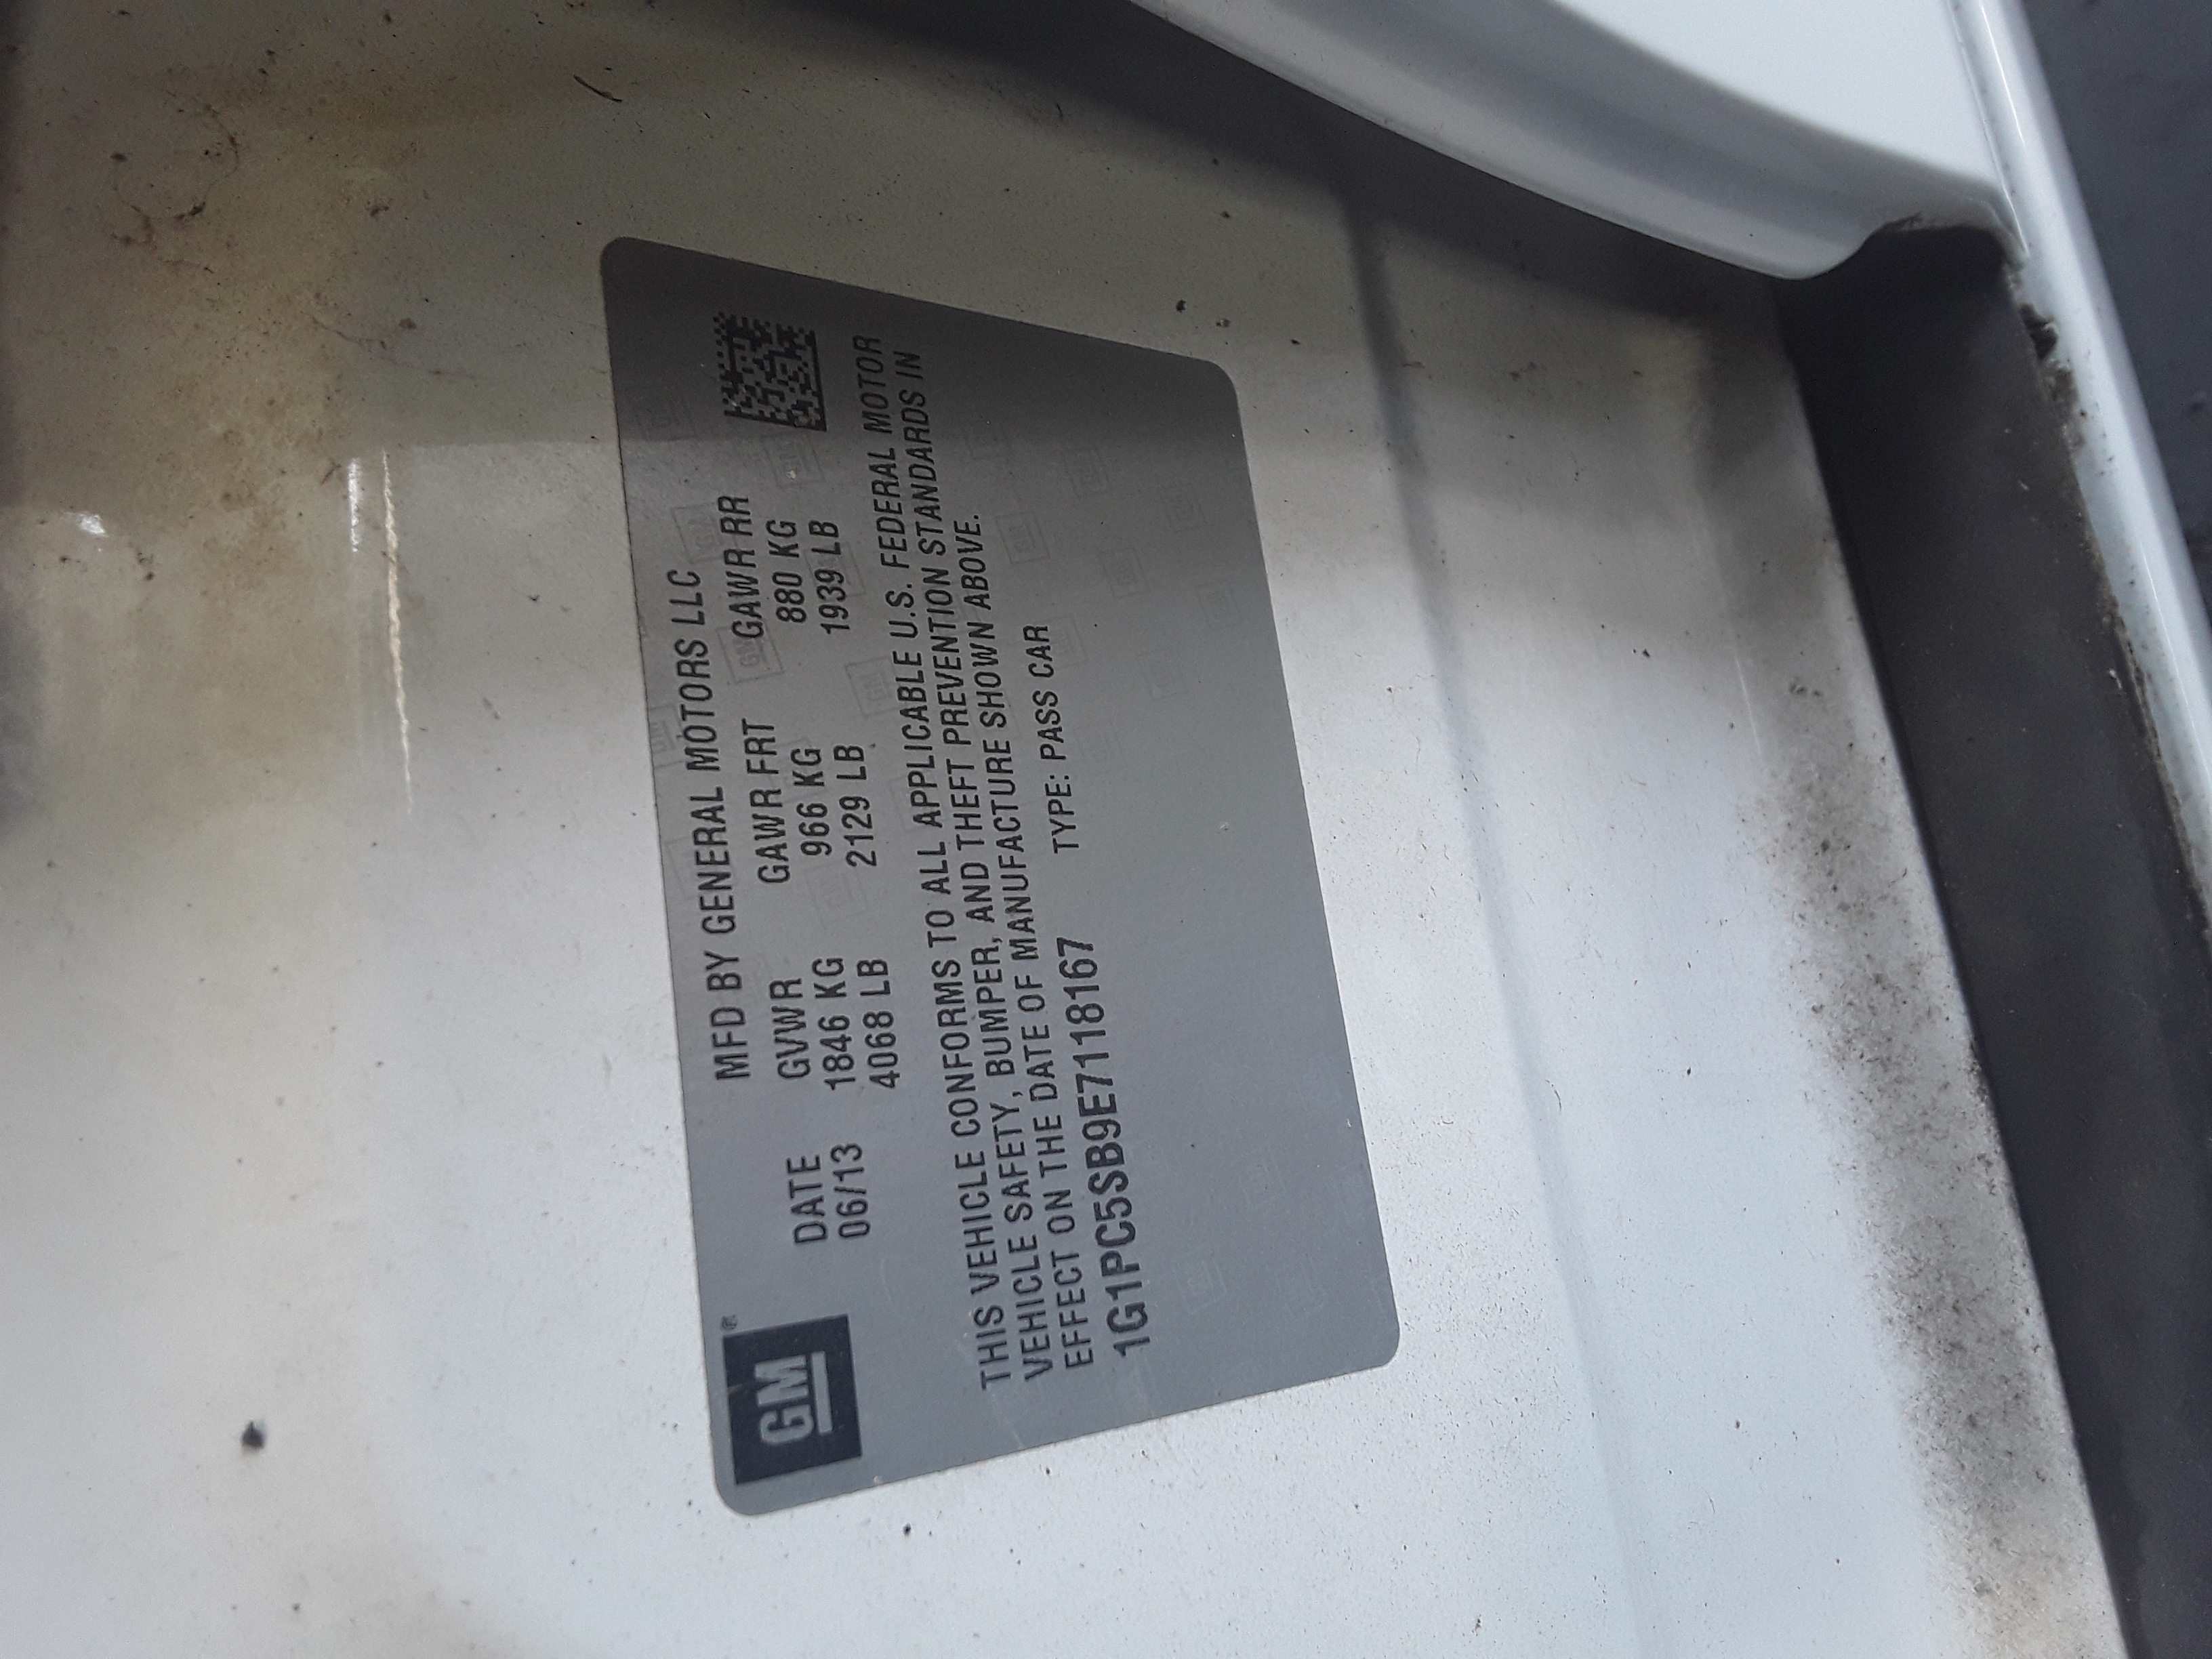 GM®
MFD BY GENERAL MOTORS LLC
DATE GVWR GAWR FRT GAWR RR
06/13 1846 KG 966 KG 880 KG
4068 LB 2129 LB 1939 LB
THIS VEHICLE CONFORMS TO ALL APPLICABLE U.S. FEDERAL MOTOR
VEHICLE SAFETY, BUMPER, AND THEFT PREVENTION STANDARDS IN
EFFECT ON THE DATE OF MANUFACTURE SHOWN ABOVE.
1G1PC5SB9E7118167 TYPE: PASS CAR